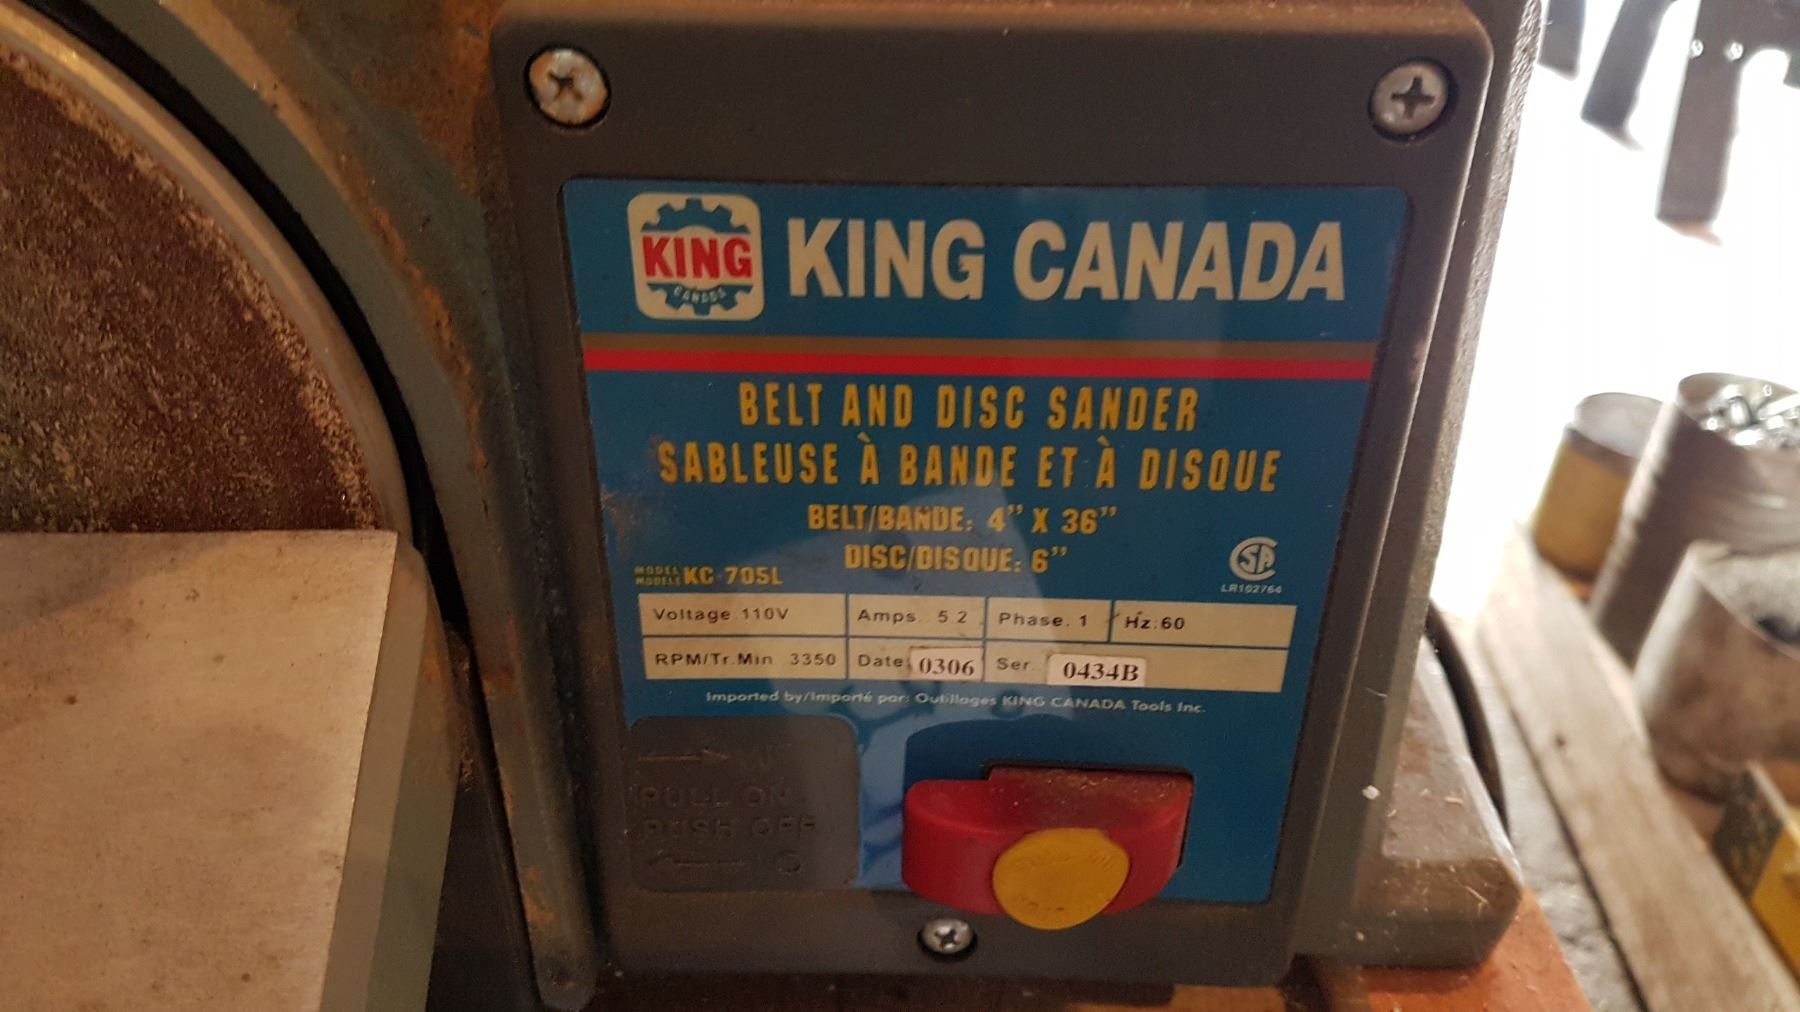 KING
CANADA
KING CANADA
BELT AND DISC SANDER
SABLEUSE À BANDE ET À DISQUE
BELT/BANDE: 4" X 36"
DISC/DISQUE: 6"
MODEL
MODELE KC-705L
CSA
LR102764
Voltage.110V Amps. 5.2 Phase. 1 Hz:60
RPM/Tr.Min 3350 Date. 0306 Ser. 0434B
Imported by/Importé par: Outillages KING CANADA Tools Inc.
PULL ON
PUSH OFF